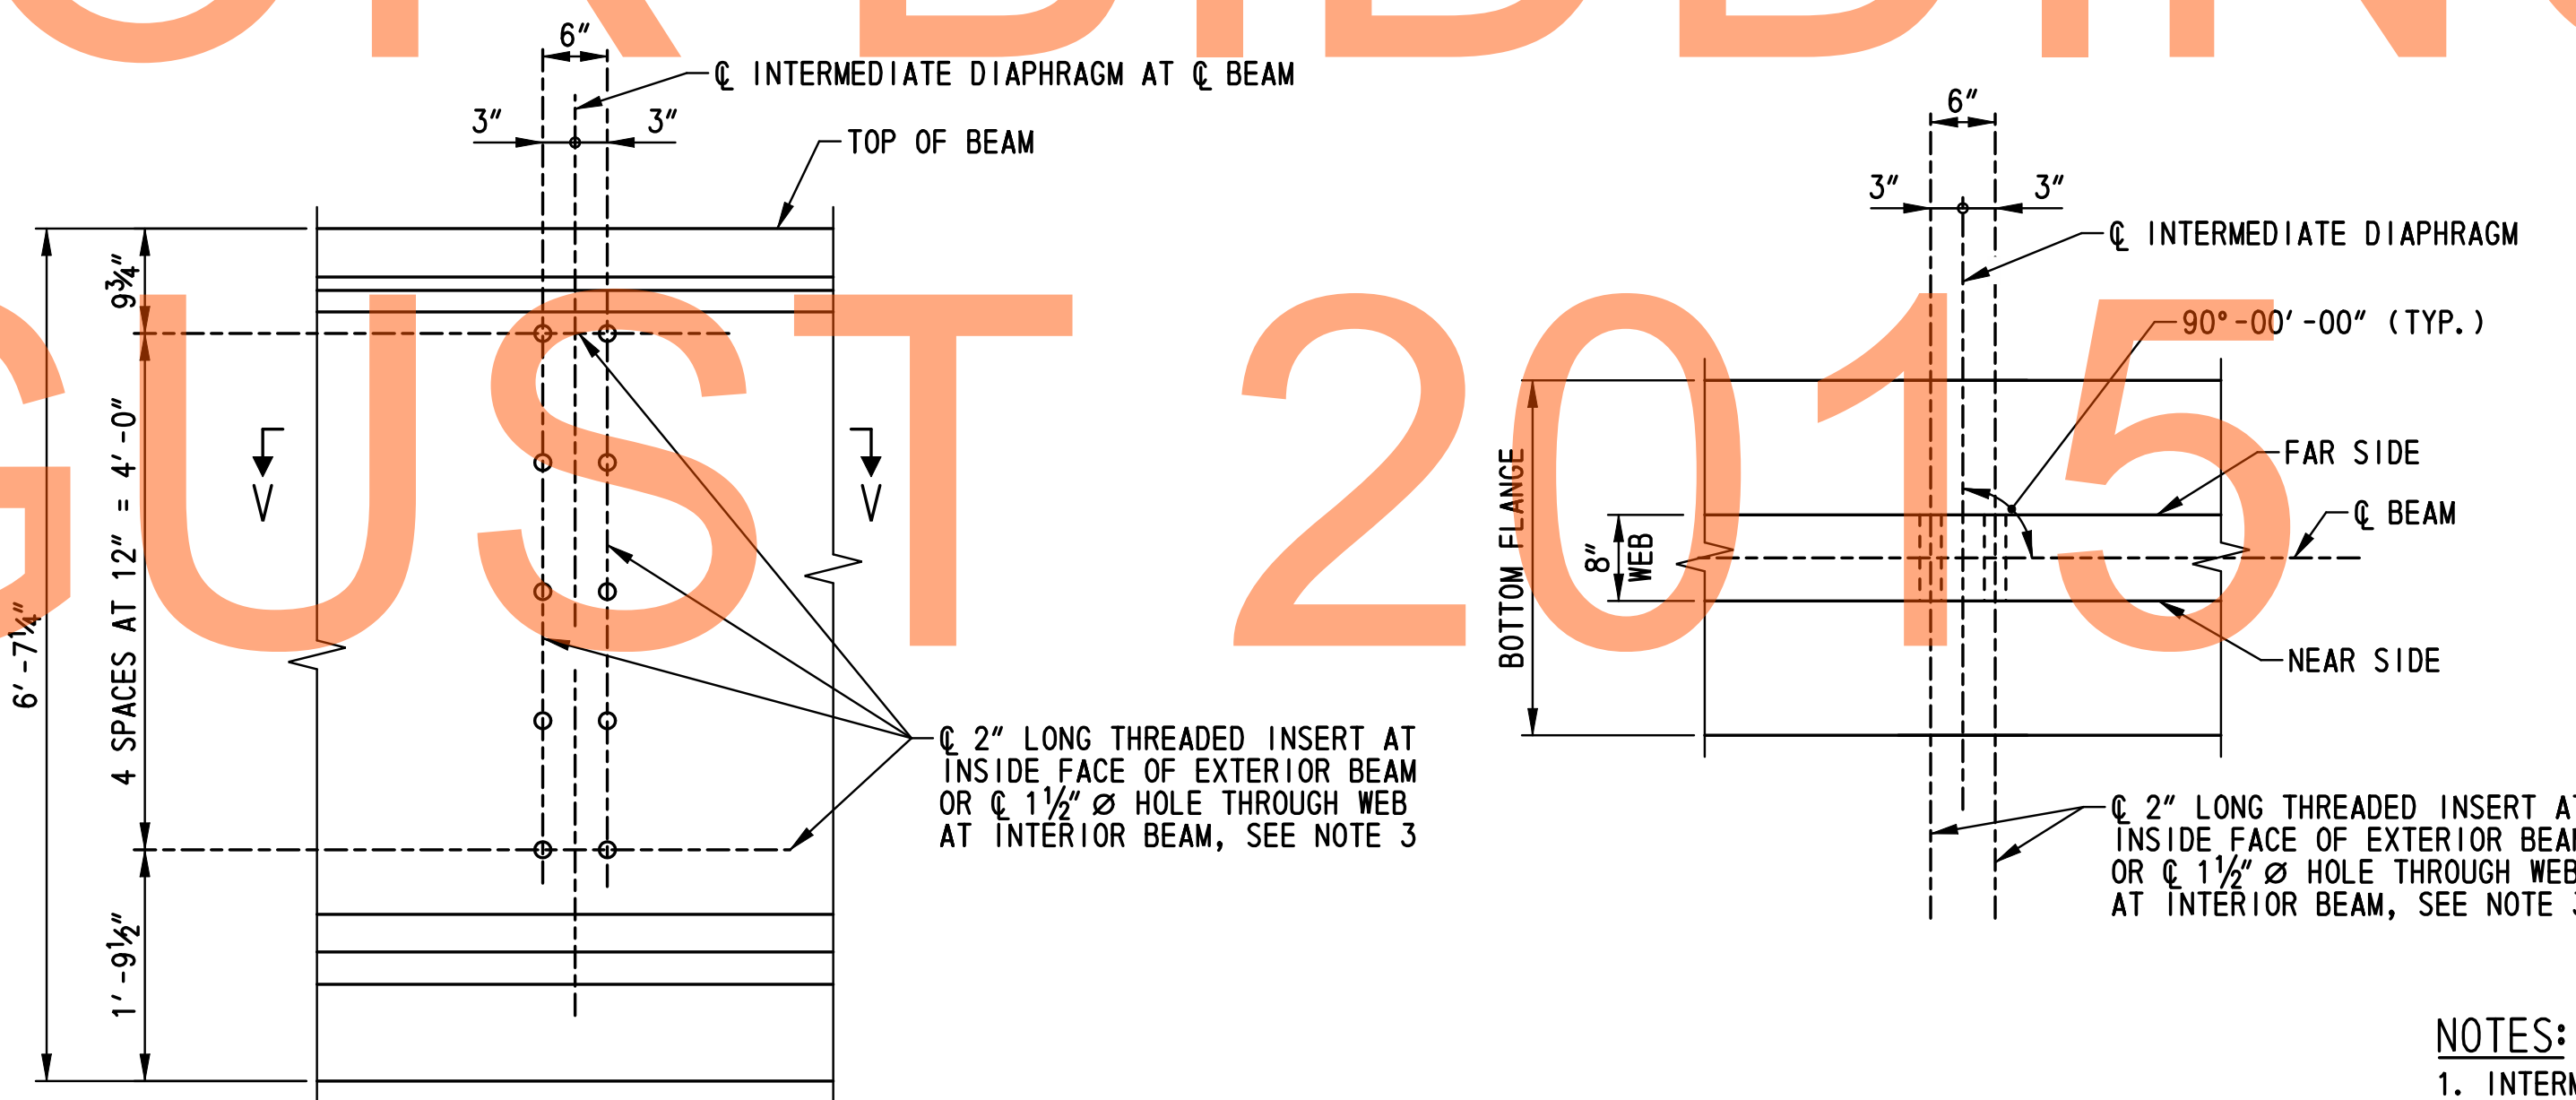 OR BIDDING
GUST 2015
6"
℄ INTERMEDIATE DIAPHRAGM AT ℄ BEAM
3"
3"
TOP OF BEAM
9¾"
4 SPACES AT 12" = 4'-0"
6'-7¼"
1'-9½"
V
V
℄ 2" LONG THREADED INSERT AT
INSIDE FACE OF EXTERIOR BEAM
OR ℄ 1½" Ø HOLE THROUGH WEB
AT INTERIOR BEAM, SEE NOTE 3
6"
3"
3"
℄ INTERMEDIATE DIAPHRAGM
90°-00'-00" (TYP.)
FAR SIDE
℄ BEAM
NEAR SIDE
BOTTOM FLANGE
8"
WEB
℄ 2" LONG THREADED INSERT AT
INSIDE FACE OF EXTERIOR BEAM
OR ℄ 1½" Ø HOLE THROUGH WEB
AT INTERIOR BEAM, SEE NOTE 3
NOTES:
1. INTERM